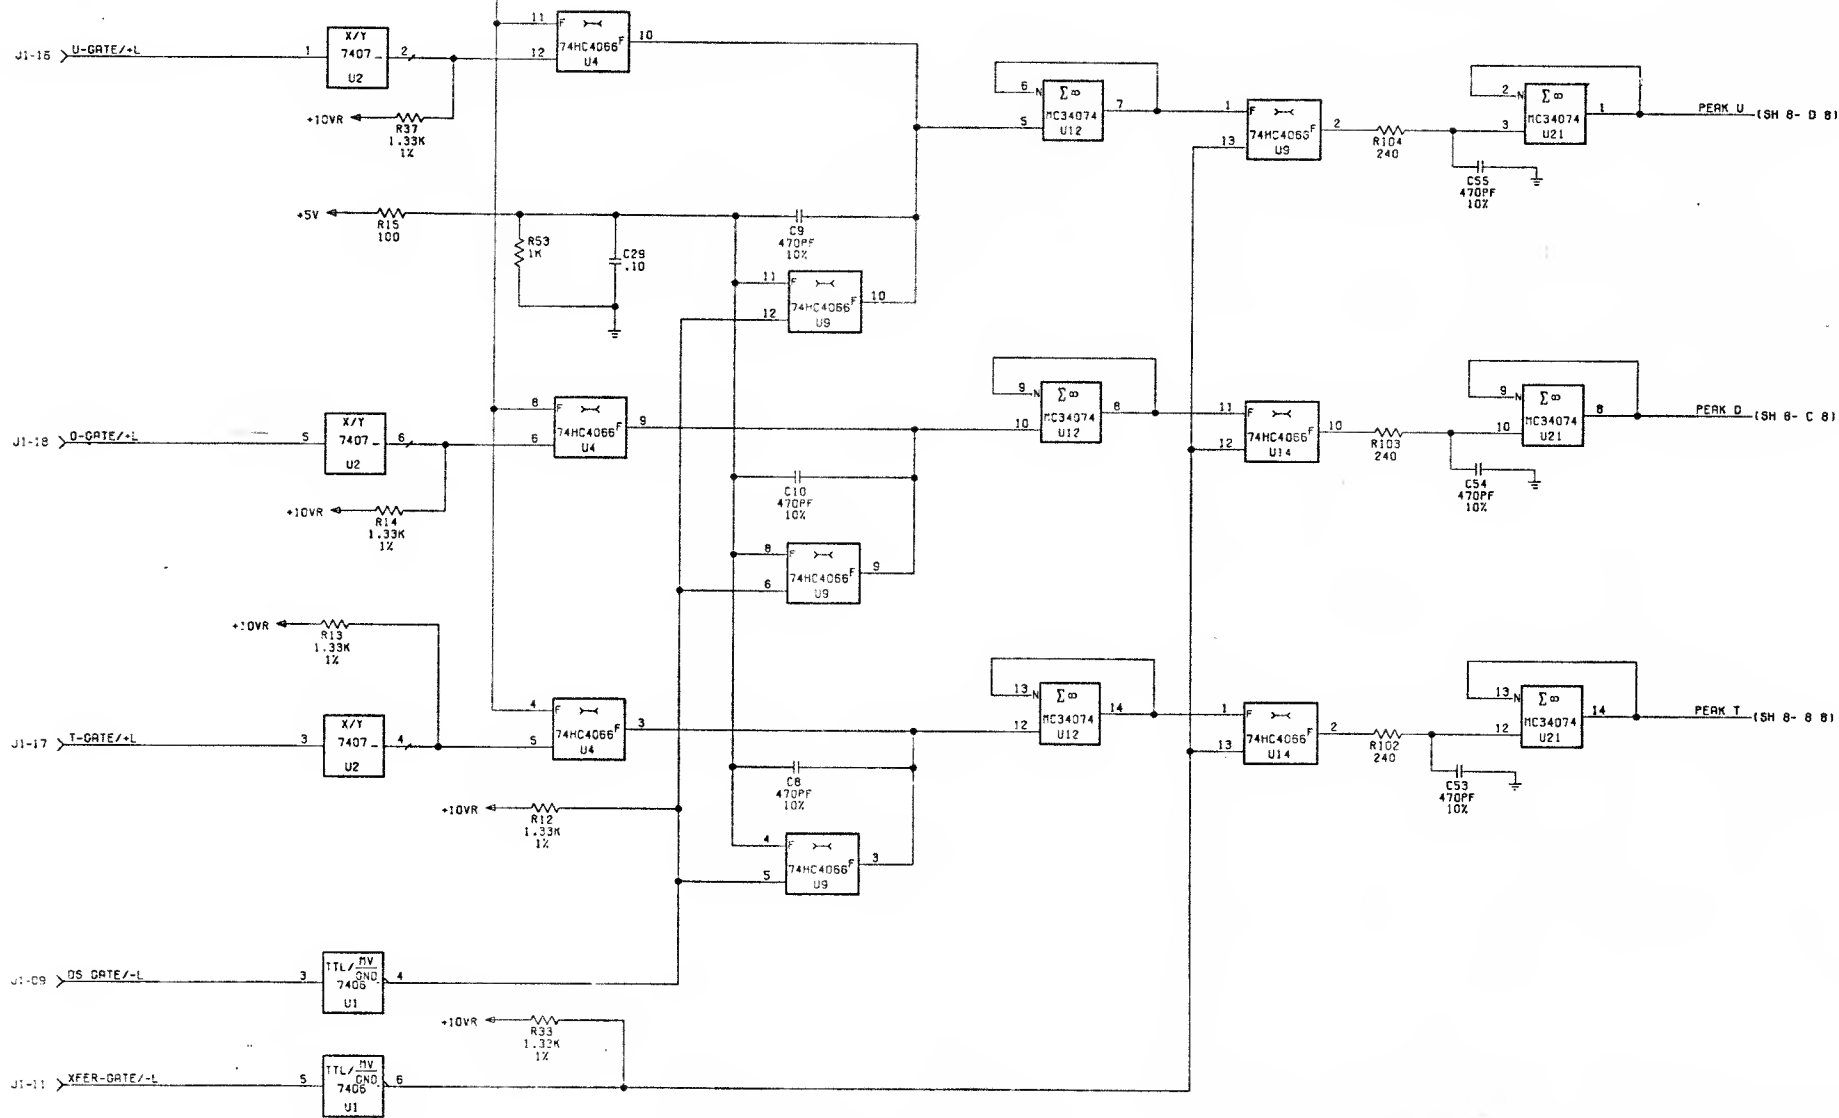 J1-16 U-GATE/+L 1 X/Y 7407 U2 2
+10VR R37 1.33K 1%
11 F 74HC4066 F U4 10
12
6 N Σ∞ MC34074 U12 7
5
1 F 74HC4066 F U9 2
13
R104 240
C55 470PF 10%
2 N Σ∞ MC34074 U21 1
3
PEAK U (SH 8- D 8)
+5V R15 100
R53 1K
C29 .10
C9 470PF 10%
11 F 74HC4066 F U9 10
12
J1-18 D-GATE/+L 5 X/Y 7407 U2 6
+10VR R14 1.33K 1%
8 F 74HC4066 F U4 9
6
C10 470PF 10%
8 F 74HC4066 F U9 9
6
9 N Σ∞ MC34074 U12 8
10
11 F 74HC4066 F U14 10
12
R103 240
C54 470PF 10%
9 N Σ∞ MC34074 U21 8
10
PEAK D (SH 8- C 8)
+10VR R13 1.33K 1%
J1-17 T-GATE/+L 3 X/Y 7407 U2 4
4 F 74HC4066 F U4 3
5
+10VR R12 1.33K 1%
C8 470PF 10%
4 F 74HC4066 F U9 3
5
13 N Σ∞ MC34074 U12 14
12
1 F 74HC4066 F U14 2
13
R102 240
C53 470PF 10%
13 N Σ∞ MC34074 U21 14
12
PEAK T (SH 8- 8 8)
J1-09 DS GATE/-L 3 TTL/MV GND 7406 U1 4
+10VR R33 1.33K 1%
J1-11 XFER-GATE/-L 5 TTL/MV GND 7406 U1 6